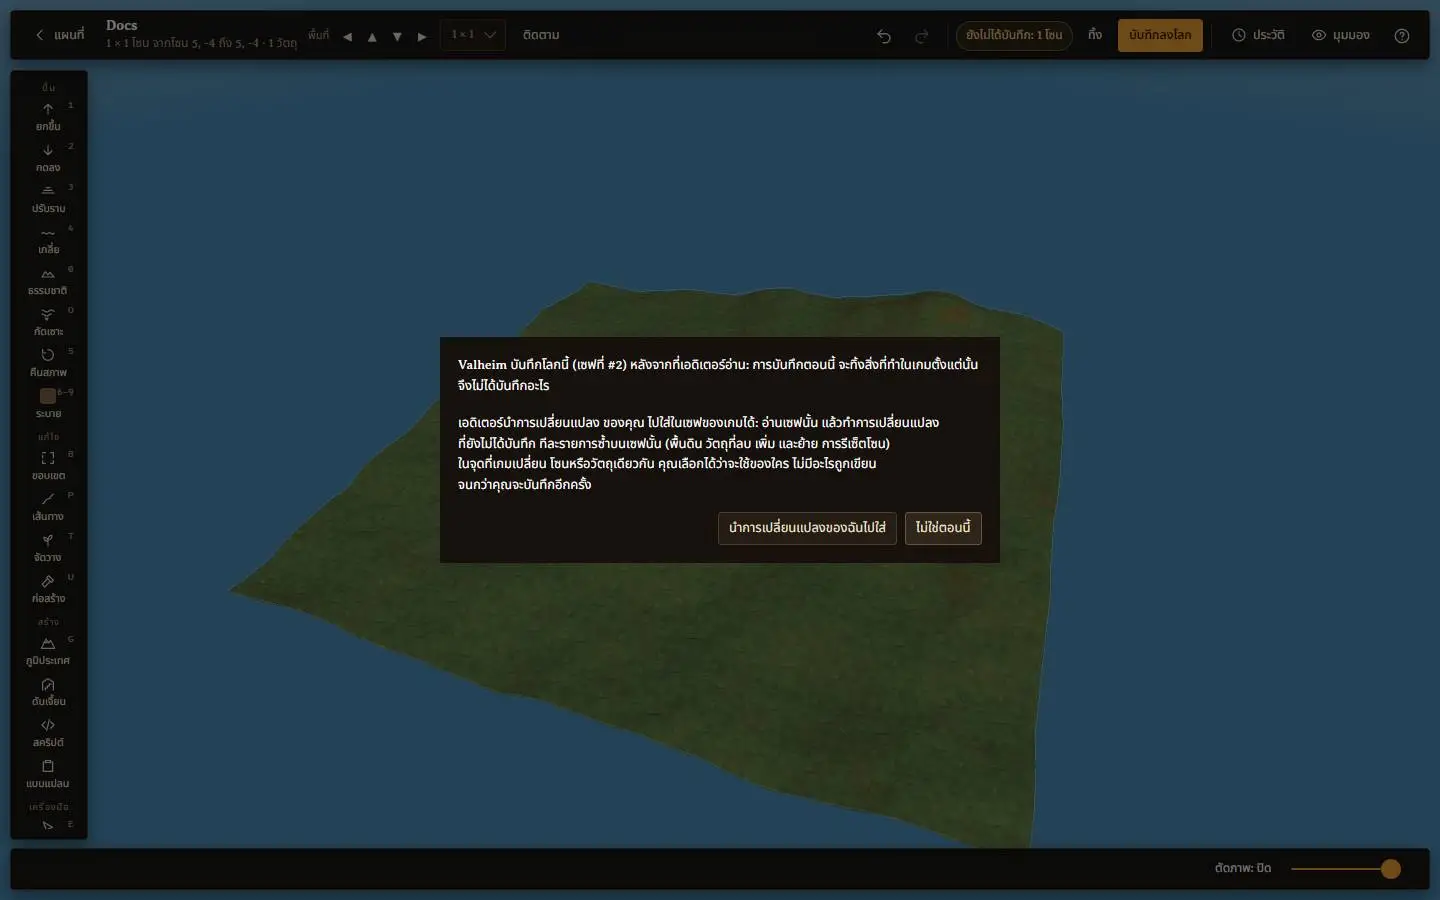 แผนที่
Docs
1 × 1 โซน จากโซน 5, -4 ถึง 5, -4 · 1 วัตถุ
พื้นที่
1 × 1
ติดตาม
ยังไม่ได้บันทึก: 1 โซน
ทิ้ง
บันทึกลงโลก
ประวัติ
มุมมอง
ปั้น
ยกขึ้น 1
กดลง 2
ปรับราบ 3
เกลี่ย 4
ธรรมชาติ 0
กัดเซาะ O
คืนสภาพ 5
ระบาย 6–9
แก้ไข
ขอบเขต B
เส้นทาง P
จัดวาง T
ก่อสร้าง U
สร้าง
ภูมิประเทศ G
ดันเจี้ยน
สคริปต์
แบบแปลน
เครื่องมือ
E
Valheim บันทึกโลกนี้ (เซฟที่ #2) หลังจากที่เอดิเตอร์อ่าน: การบันทึกตอนนี้ จะทิ้งสิ่งที่ทำในเกมตั้งแต่นั้น
จึงไม่ได้บันทึกอะไร
เอดิเตอร์นำการเปลี่ยนแปลง ของคุณ ไปใส่ในเซฟของเกมได้: อ่านเซฟนั้น แล้วทำการเปลี่ยนแปลง
ที่ยังไม่ได้บันทึก ทีละรายการซ้ำบนเซฟนั้น (พื้นดิน วัตถุที่ลบ เพิ่ม และย้าย การรีเซ็ตโซน)
ในจุดที่เกมเปลี่ยน โซนหรือวัตถุเดียวกัน คุณเลือกได้ว่าจะใช้ของใคร ไม่มีอะไรถูกเขียน
จนกว่าคุณจะบันทึกอีกครั้ง
นำการเปลี่ยนแปลงของฉันไปใส่
ไม่ใช่ตอนนี้
ตัดภาพ: ปิด